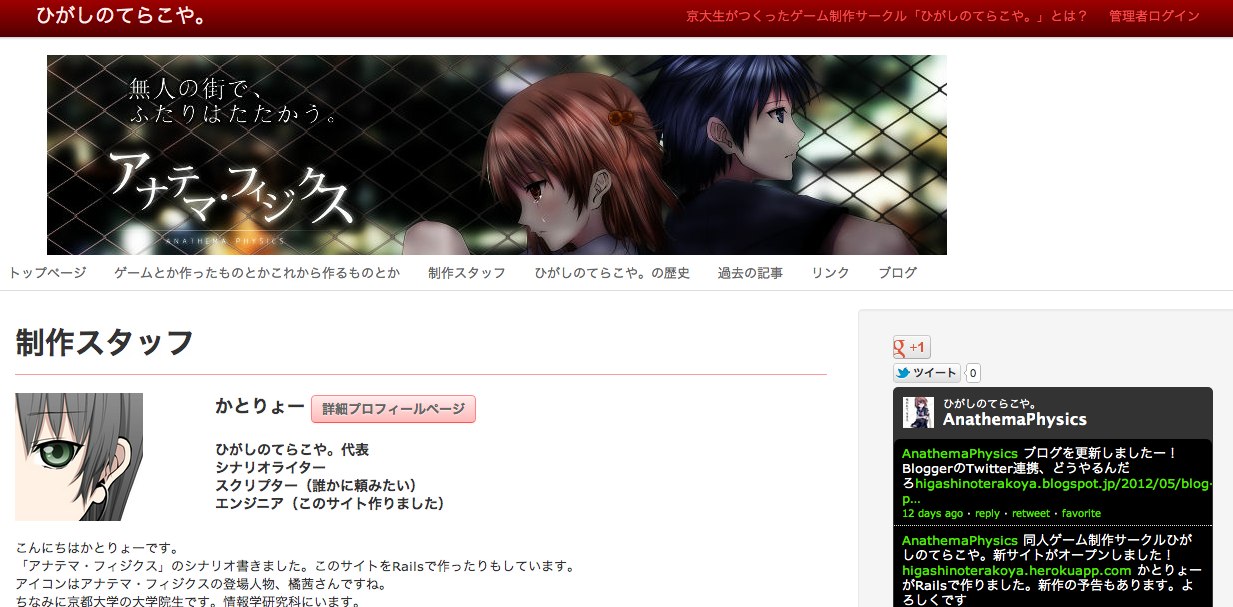 ひがしのてらこや。
京大生がつくったゲーム制作サークル「ひがしのてらこや。」とは？
管理者ログイン
無人の街で、
ふたりはたたかう。
アナテマ・フィジクス
ANATHEMA PHYSICS
トップページ
ゲームとか作ったものとかこれから作るものとか
制作スタッフ
ひがしのてらこや。の歴史
過去の記事
リンク
ブログ
制作スタッフ
かとりょー
詳細プロフィールページ
ひがしのてらこや。代表
シナリオライター
スクリプター（誰かに頼みたい）
エンジニア（このサイト作りました）
こんにちはかとりょーです。
「アナテマ・フィジクス」のシナリオ書きました。このサイトをRailsで作ったりもしています。
アイコンはアナテマ・フィジクスの登場人物、橘茜さんですね。
ちなみに京都大学の大学院生です。情報学研究科にいます。
g +1
ツイート
0
ひがしのてらこや。
AnathemaPhysics
AnathemaPhysics ブログを更新しましたー！
BloggerのTwitter連携、どうやるんだ
ろhigashinoterakoya.blogspot.jp/2012/05/blog-
p...
12 days ago · reply · retweet · favorite
AnathemaPhysics 同人ゲーム制作サークルひが
しのてらこや。新サイトがオープンしました！
higashinoterakoya.herokuapp.com かとりょー
がRailsで作りました。新作の予告もあります。よ
ろしくです